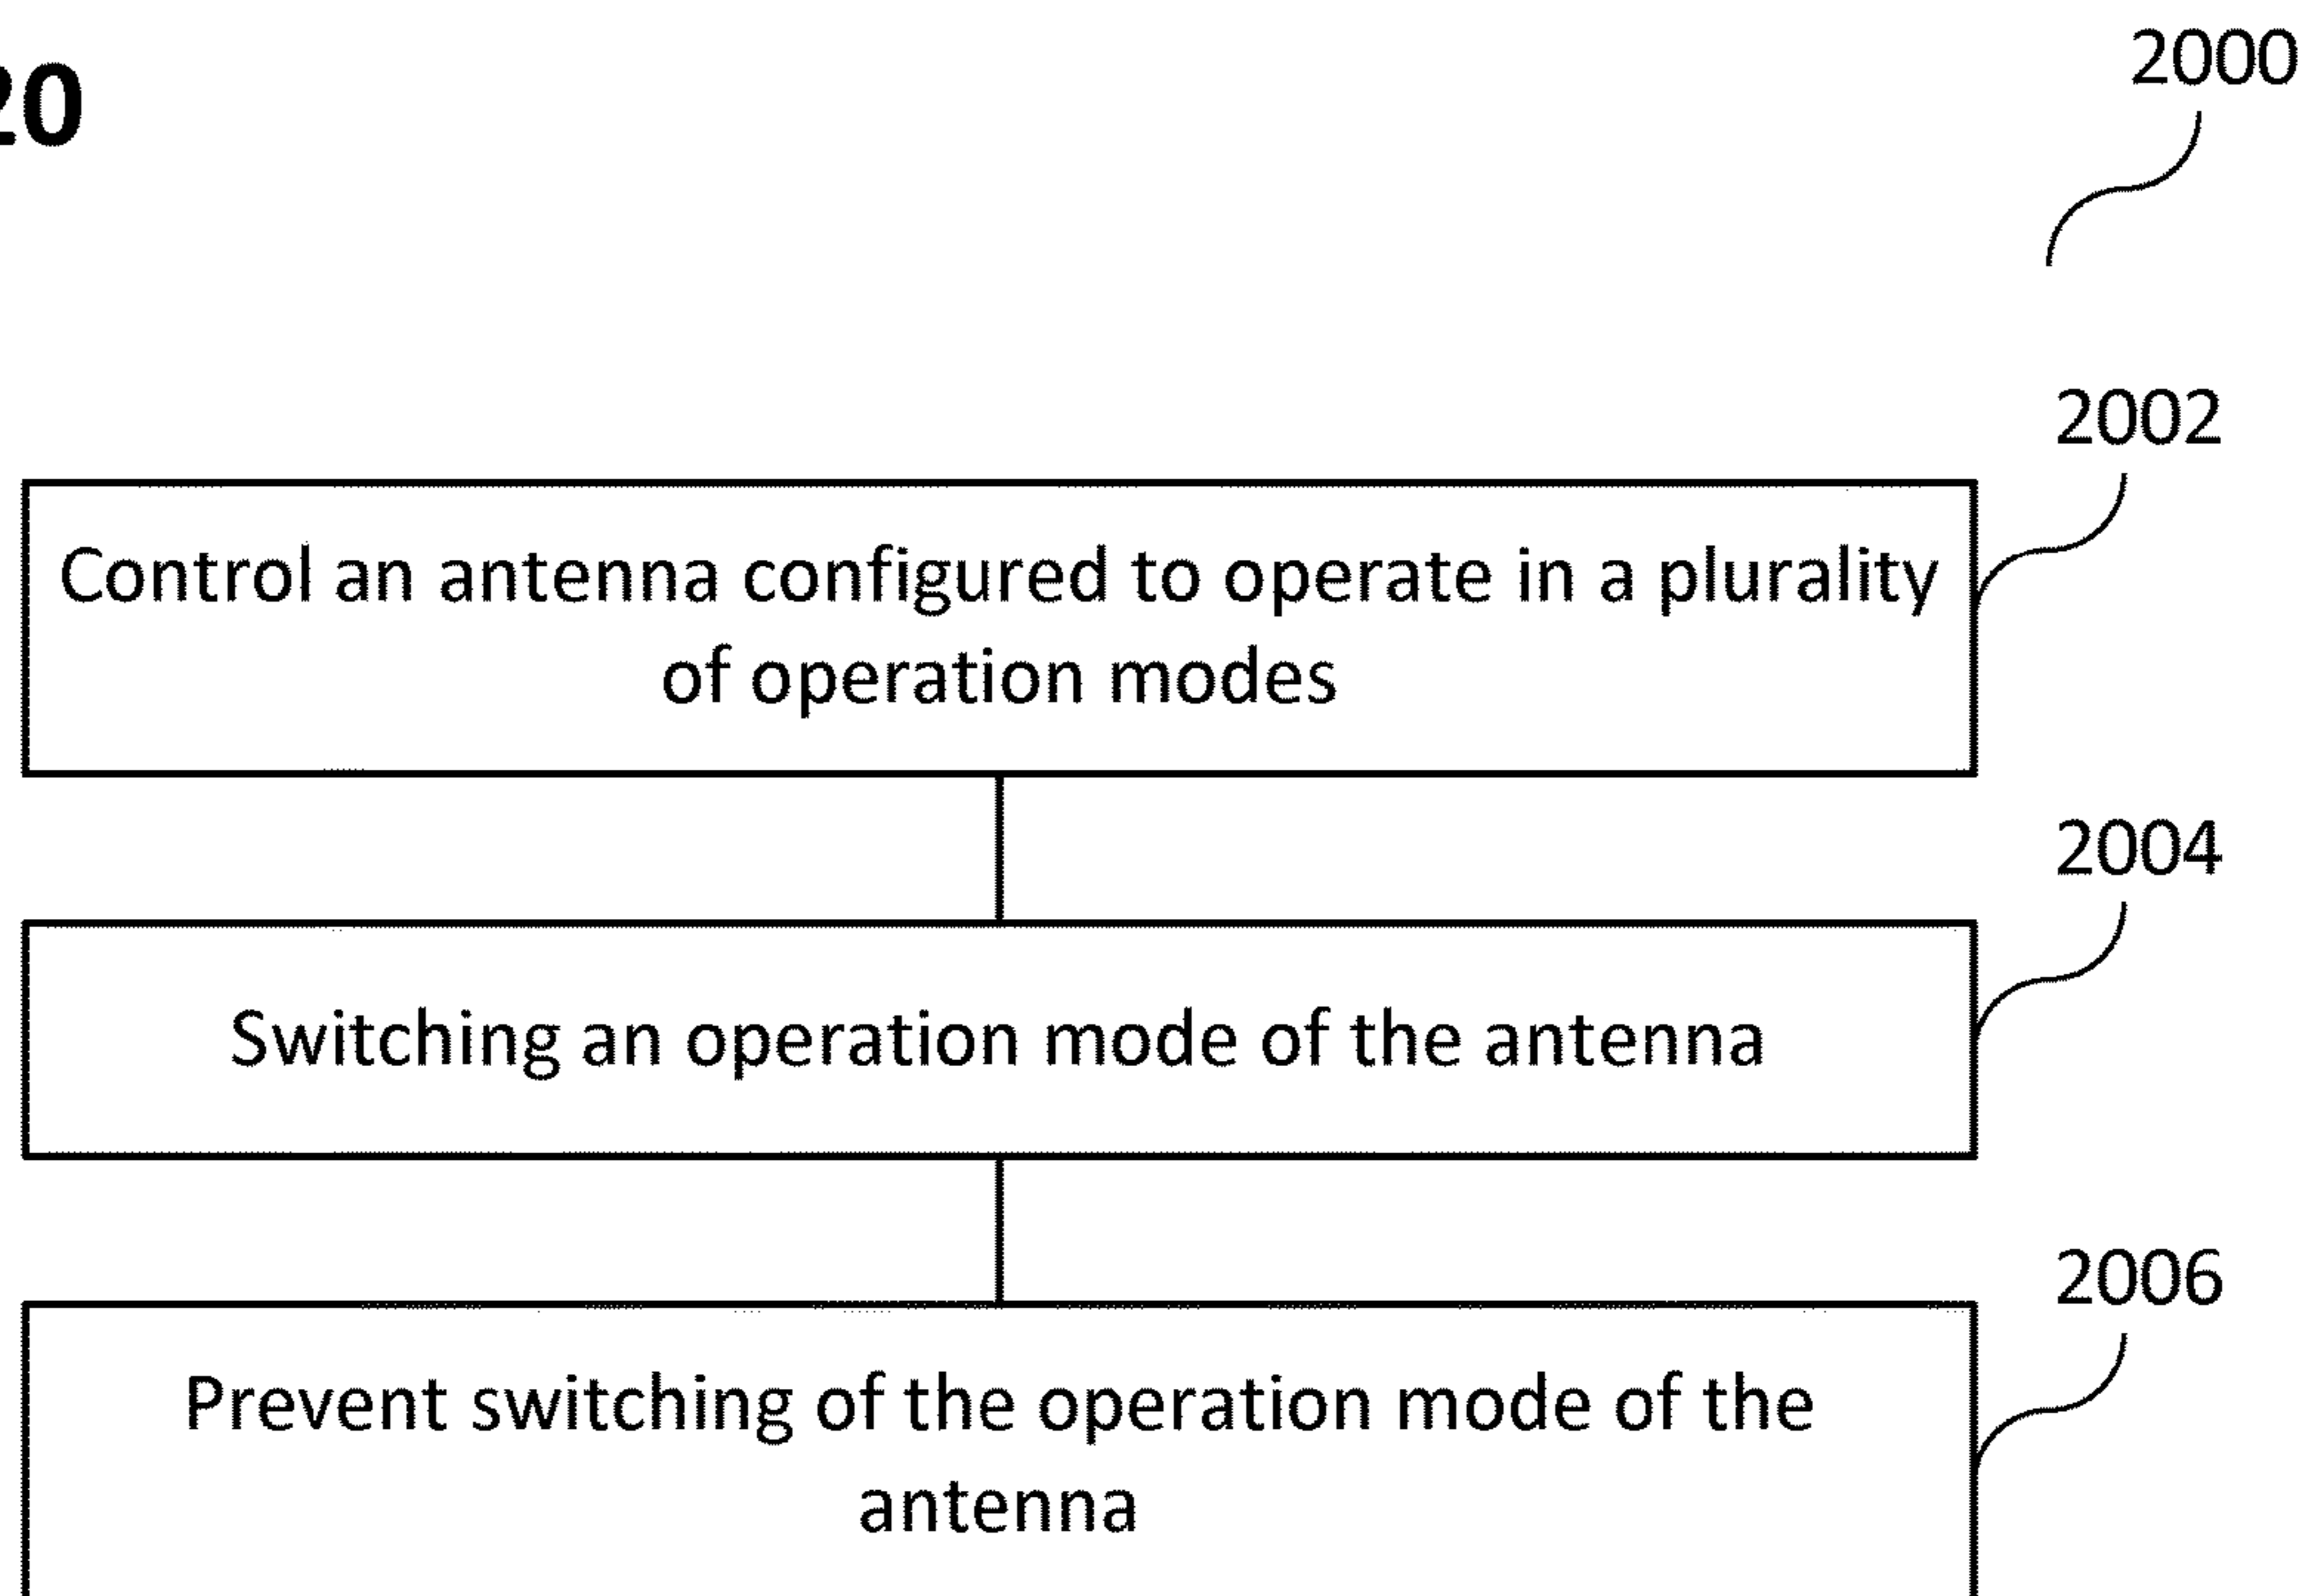 20
2000
2002
Control an antenna configured to operate in a plurality
of operation modes
2004
Switching an operation mode of the antenna
2006
Prevent switching of the operation mode of the
antenna